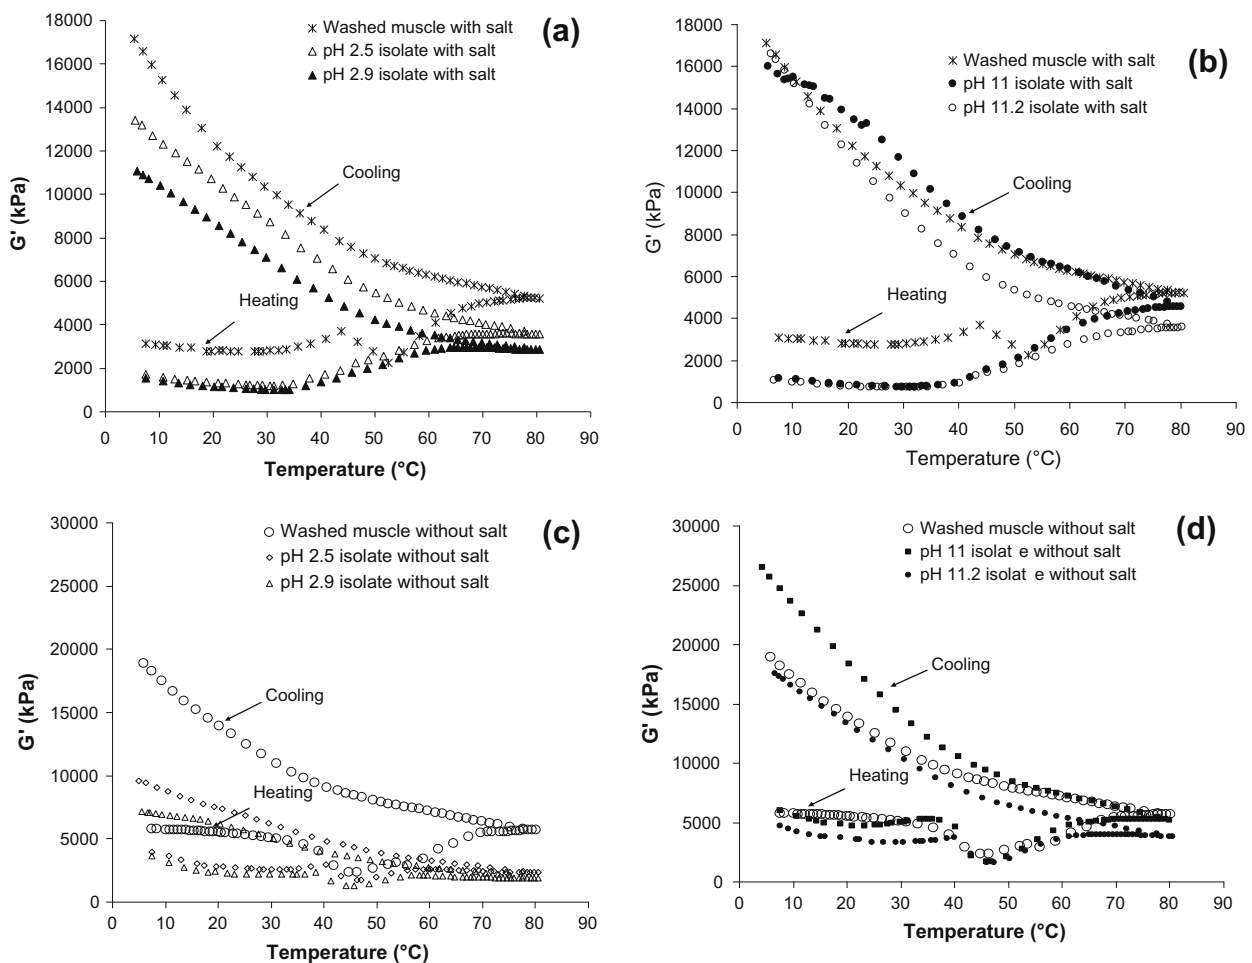 (a)
Washed muscle with salt
pH 2.5 isolate with salt
pH 2.9 isolate with salt
18000
16000
14000
12000
10000
8000
6000
4000
2000
0
G' (kPa)
Cooling
Heating
0 10 20 30 40 50 60 70 80 90
Temperature (°C)
(b)
Washed muscle with salt
pH 11 isolate with salt
pH 11.2 isolate with salt
18000
16000
14000
12000
10000
8000
6000
4000
2000
0
G' (kPa)
Cooling
Heating
0 10 20 30 40 50 60 70 80 90
Temperature (°C)
(c)
Washed muscle without salt
pH 2.5 isolate without salt
pH 2.9 isolate without salt
30000
25000
20000
15000
10000
5000
0
G' (kPa)
Cooling
Heating
0 10 20 30 40 50 60 70 80 90
Temperature (°C)
(d)
Washed muscle without salt
pH 11 isolat e without salt
pH 11.2 isolat e without salt
30000
25000
20000
15000
10000
5000
0
G' (kPa)
Cooling
Heating
0 10 20 30 40 50 60 70 80 90
Temperature (°C)